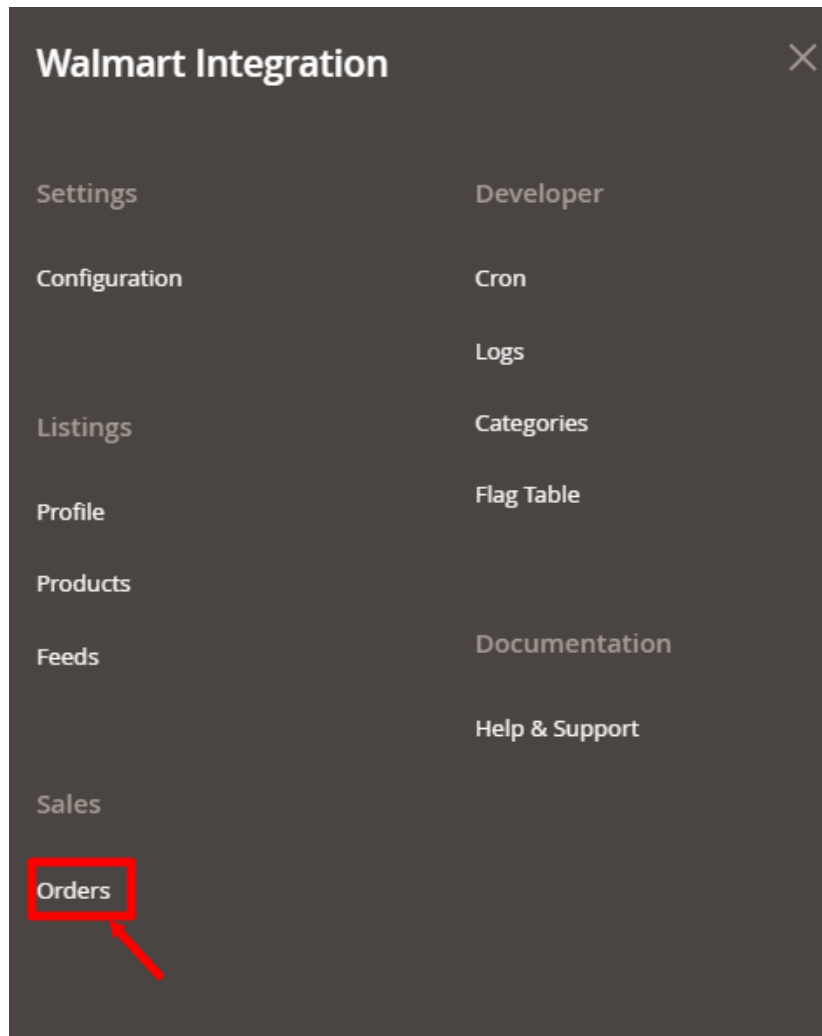 Walmart Integration
Settings
Configuration
Listings
Profile
Products
Feeds
Sales
Orders
Developer
Cron
Logs
Categories
Flag Table
Documentation
Help & Support